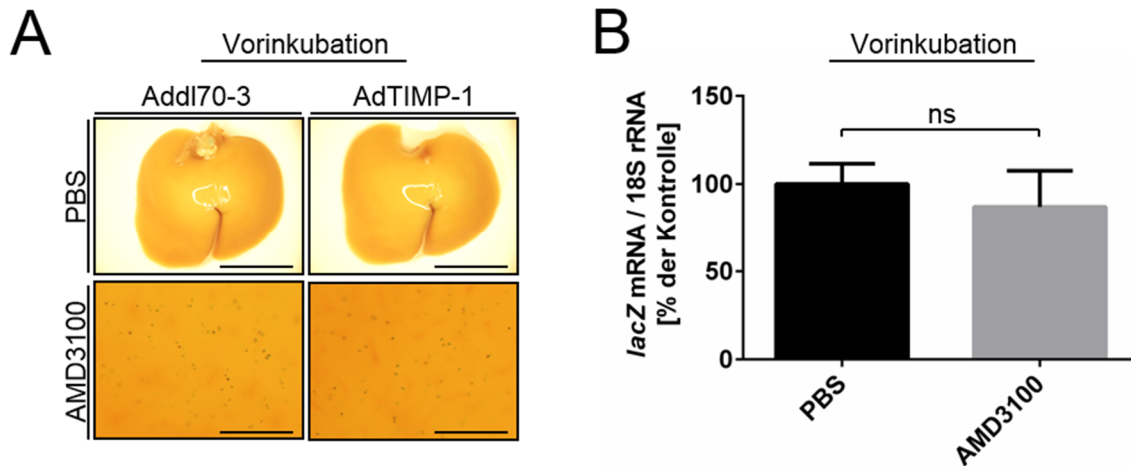 A
Vorinkubation
Addl70-3
AdTIMP-1
PBS
AMD3100
B
Vorinkubation
lacZ mRNA / 18S rRNA
[% der Kontrolle]
150
100
50
0
ns
PBS
AMD3100